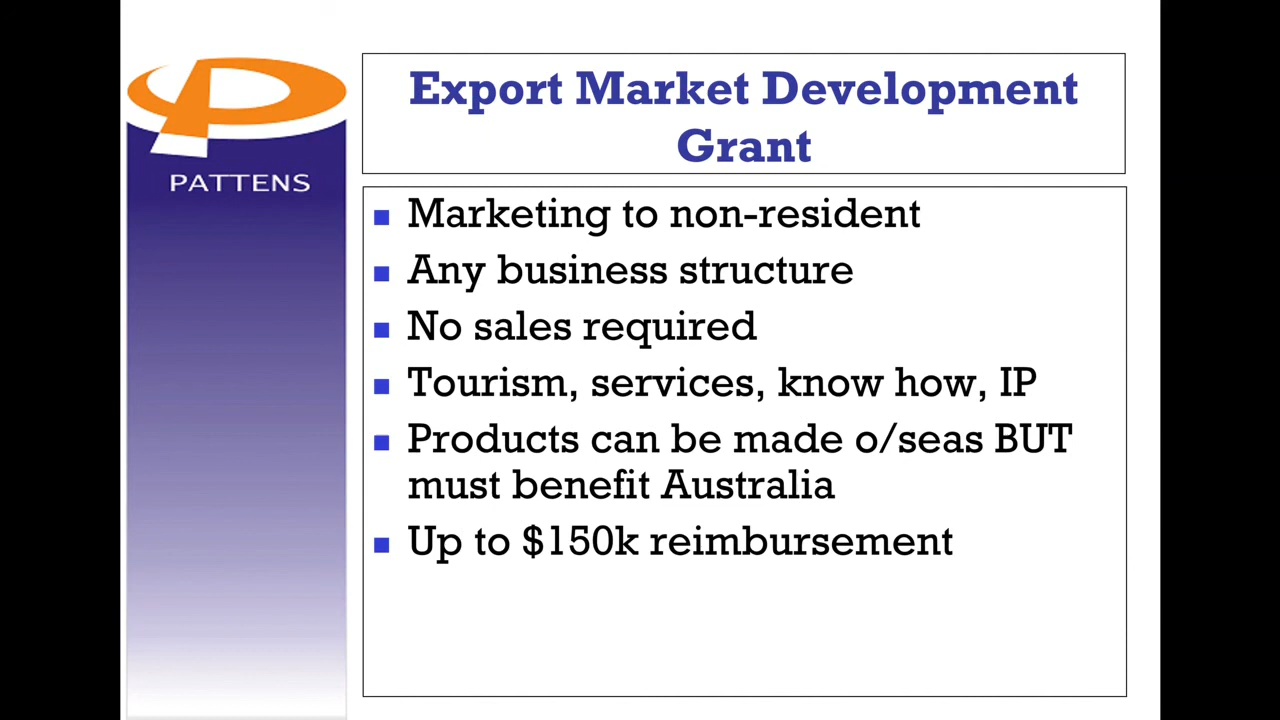 PATTENS
Export Market Development
Grant
Marketing to non-resident
Any business structure
No sales required
Tourism, services, know how, IP
Products can be made o/seas BUT
must benefit Australia
Up to $150k reimbursement